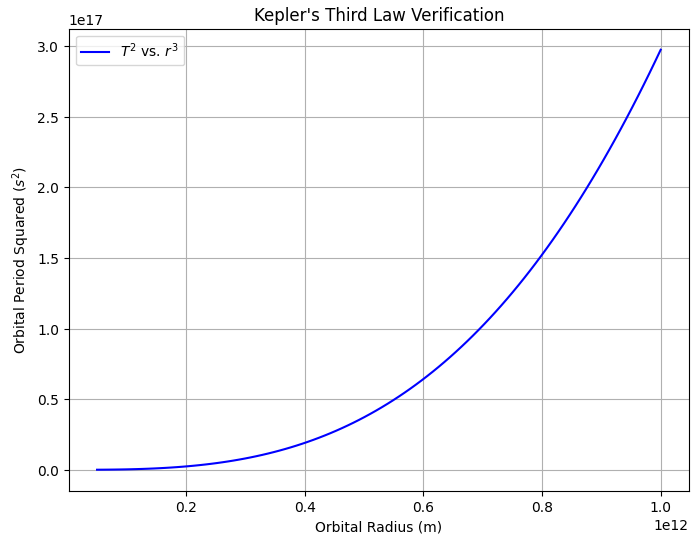 Kepler's Third Law Verification
1e17
T² vs. r³
3.0
2.5
2.0
1.5
1.0
0.5
0.0
Orbital Period Squared (s²)
0.2 0.4 0.6 0.8 1.0
1e12
Orbital Radius (m)